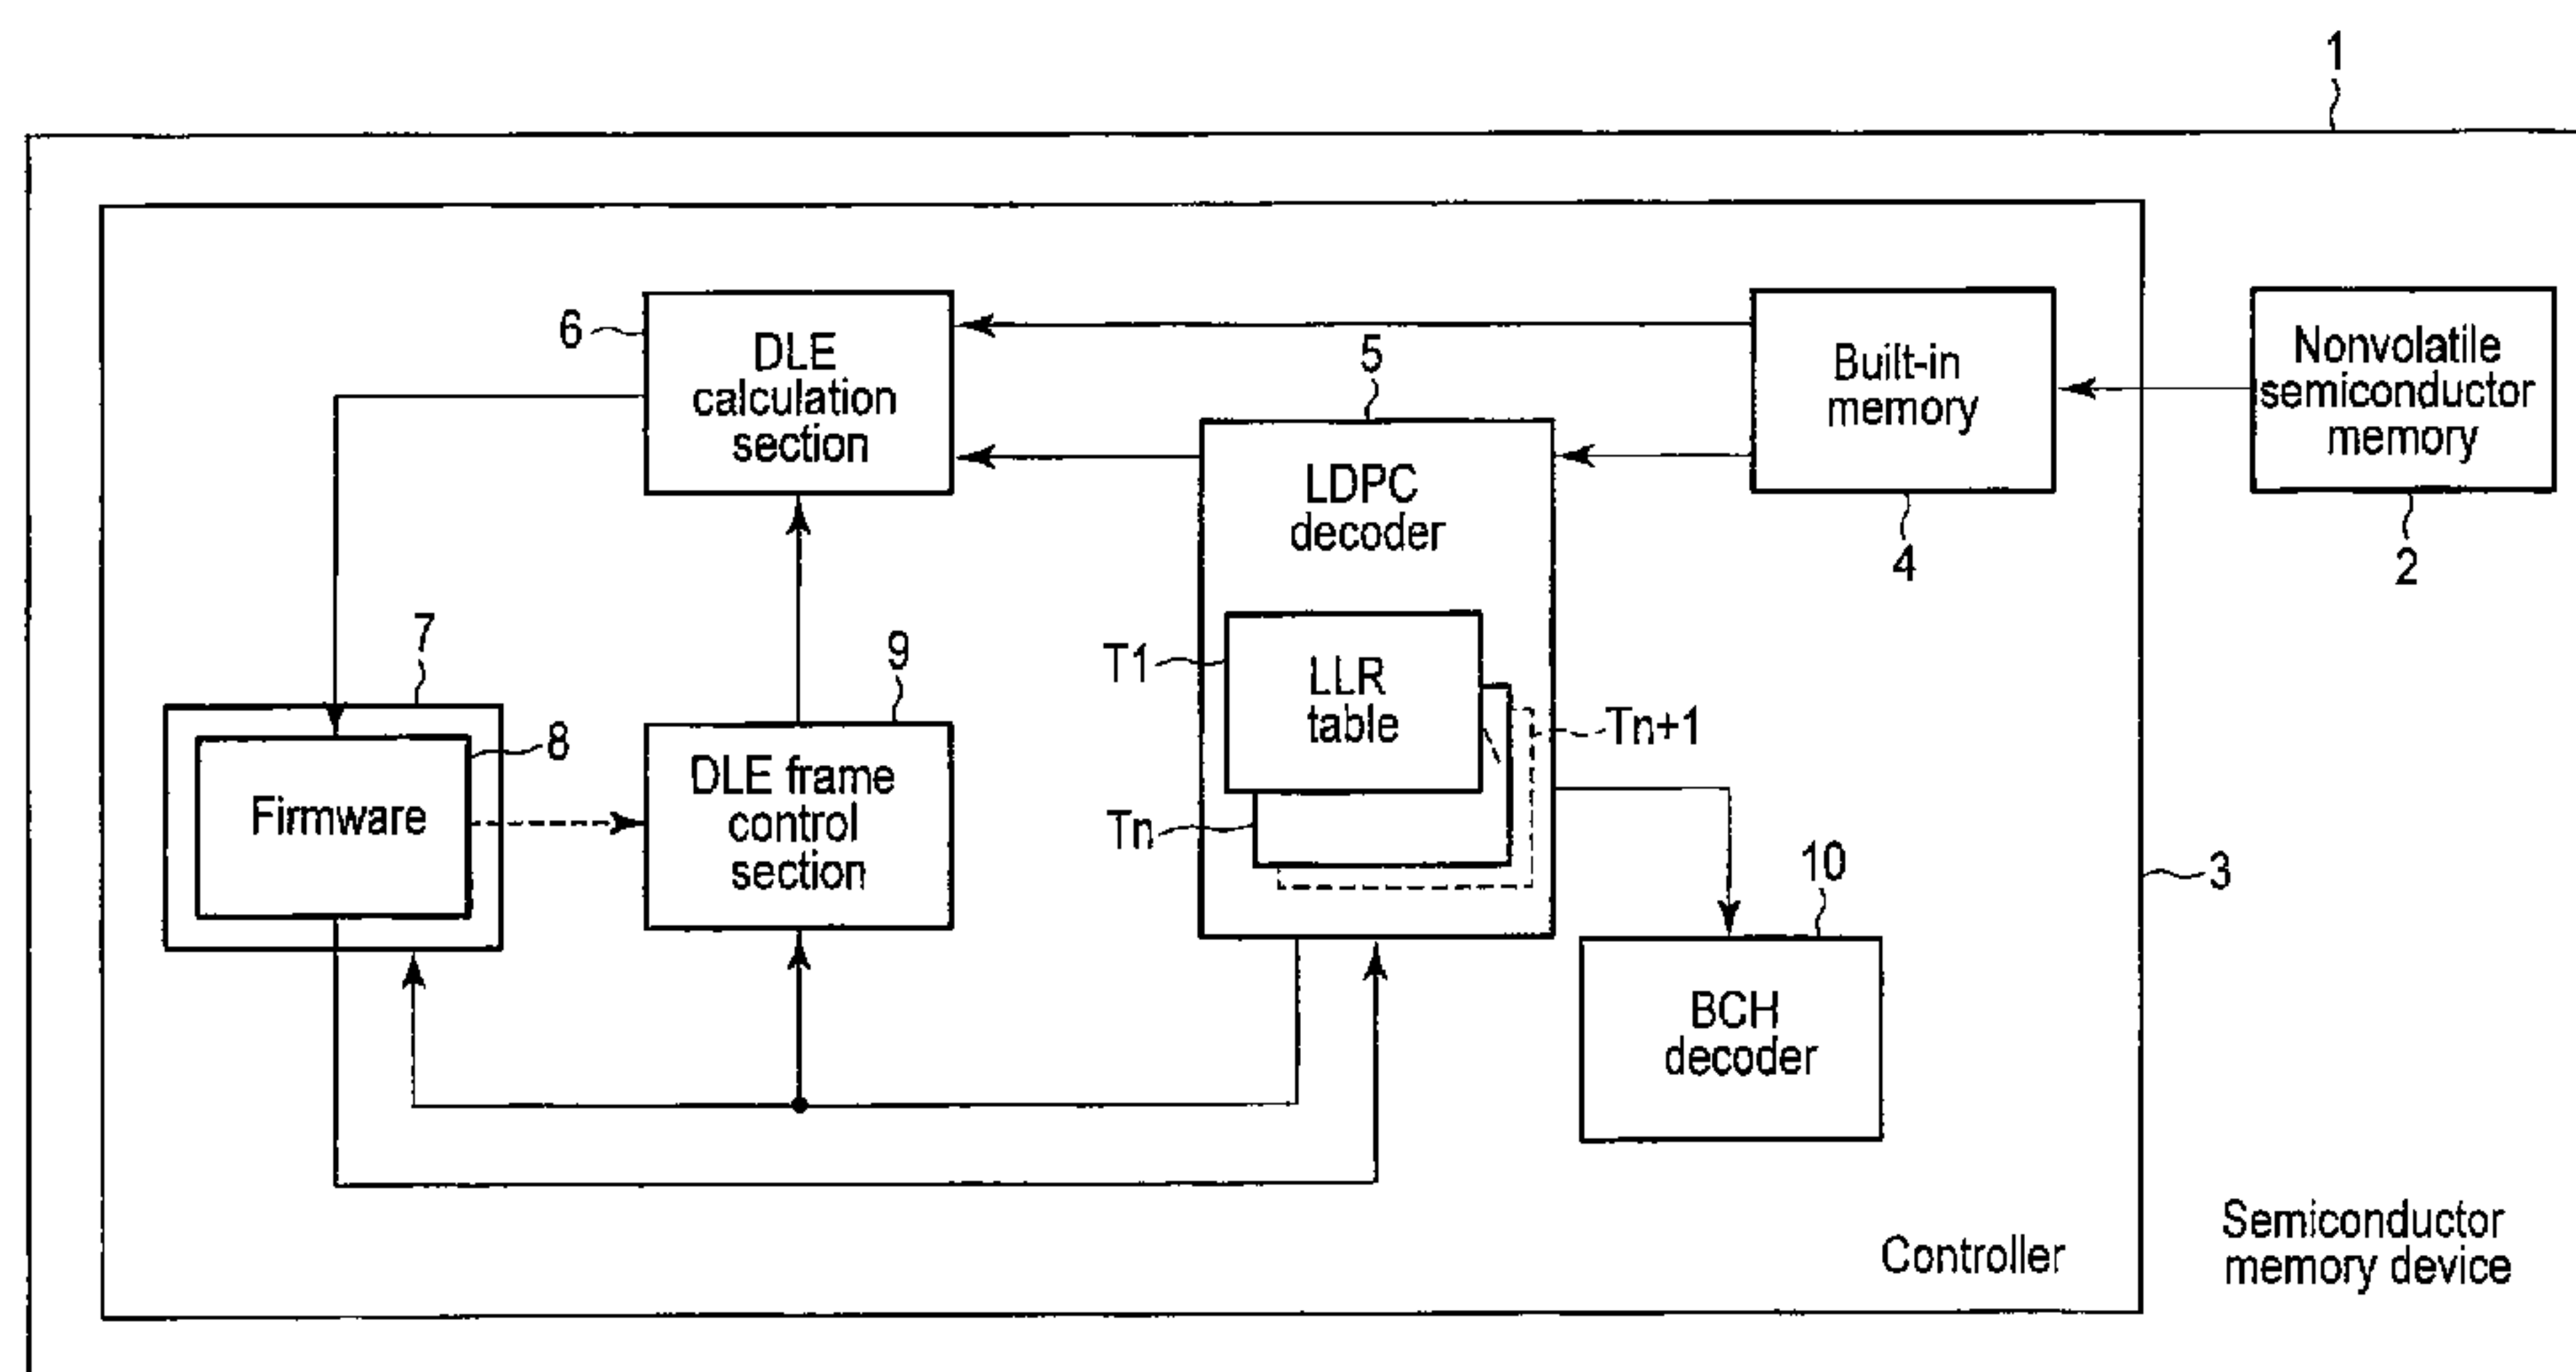 1
6
DLE
calculation
section
5
LDPC
decoder
Built-in
memory
4
Nonvolatile
semiconductor
memory
2
7
8
Firmware
9
DLE frame
control
section
T1
LLR
table
Tn
Tn+1
10
BCH
decoder
3
Controller
Semiconductor
memory device